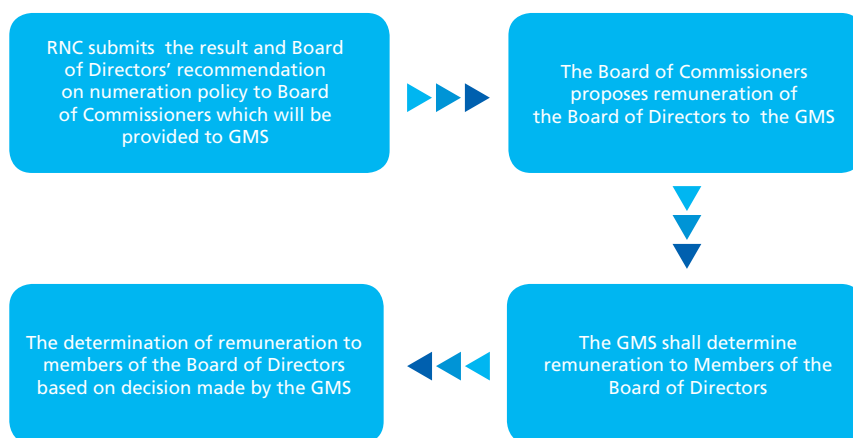 RNC submits the result and Board
of Directors’ recommendation
on numeration policy to Board
of Commissioners which will be
provided to GMS
The Board of Commissioners
proposes remuneration of
the Board of Directors to the GMS
The GMS shall determine
remuneration to Members of the
Board of Directors
The determination of remuneration to
members of the Board of Directors
based on decision made by the GMS